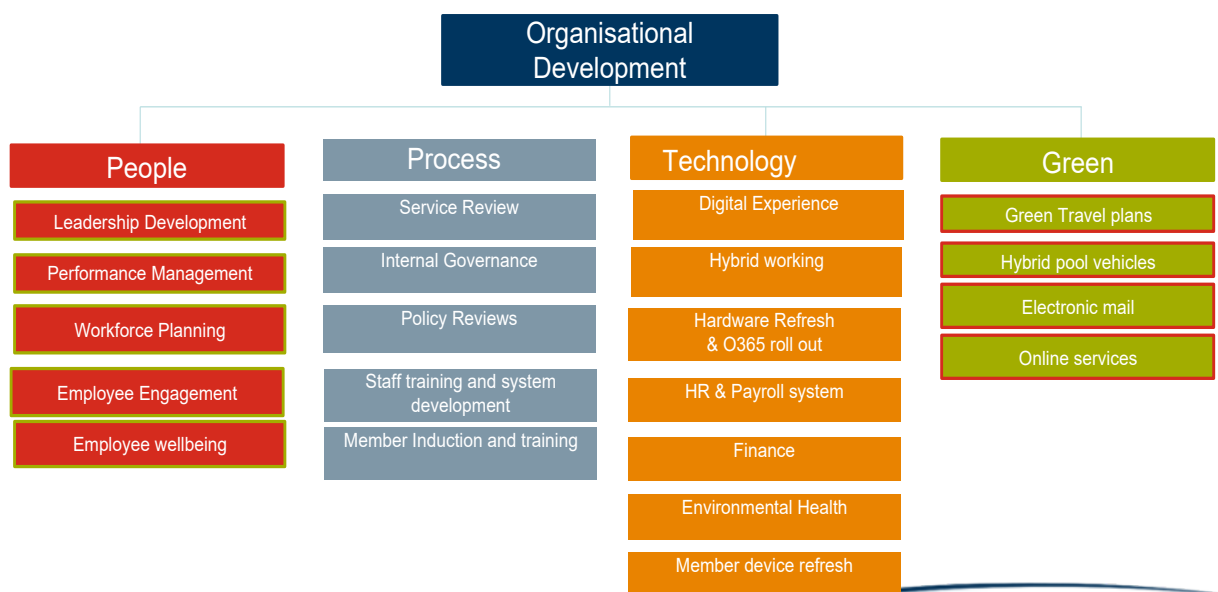 Organisational
Development
People
Leadership Development
Performance Management
Workforce Planning
Employee Engagement
Employee wellbeing
Process
Service Review
Internal Governance
Policy Reviews
Staff training and system
development
Member Induction and training
Technology
Digital Experience
Hybrid working
Hardware Refresh
& O365 roll out
HR & Payroll system
Finance
Environmental Health
Member device refresh
Green
Green Travel plans
Hybrid pool vehicles
Electronic mail
Online services